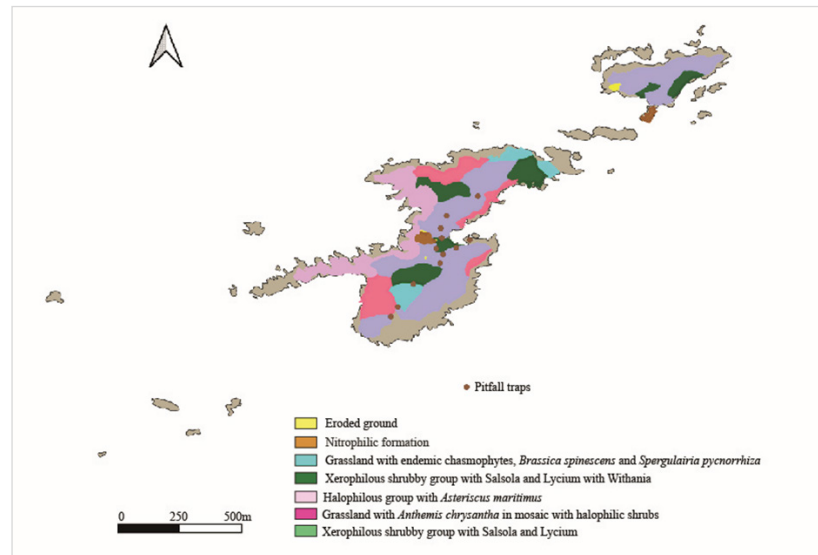 Pitfall traps
Eroded ground
Nitrophilic formation
Grassland with endemic chasmophytes, Brassica spinescens and Spergulairia pycnorrhiza
Xerophilous shrubby group with Salsola and Lycium with Withania
Halophilous group with Asteriscus maritimus
Grassland with Anthemis chrysantha in mosaic with halophilic shrubs
Xerophilous shrubby group with Salsola and Lycium
0 250 500m